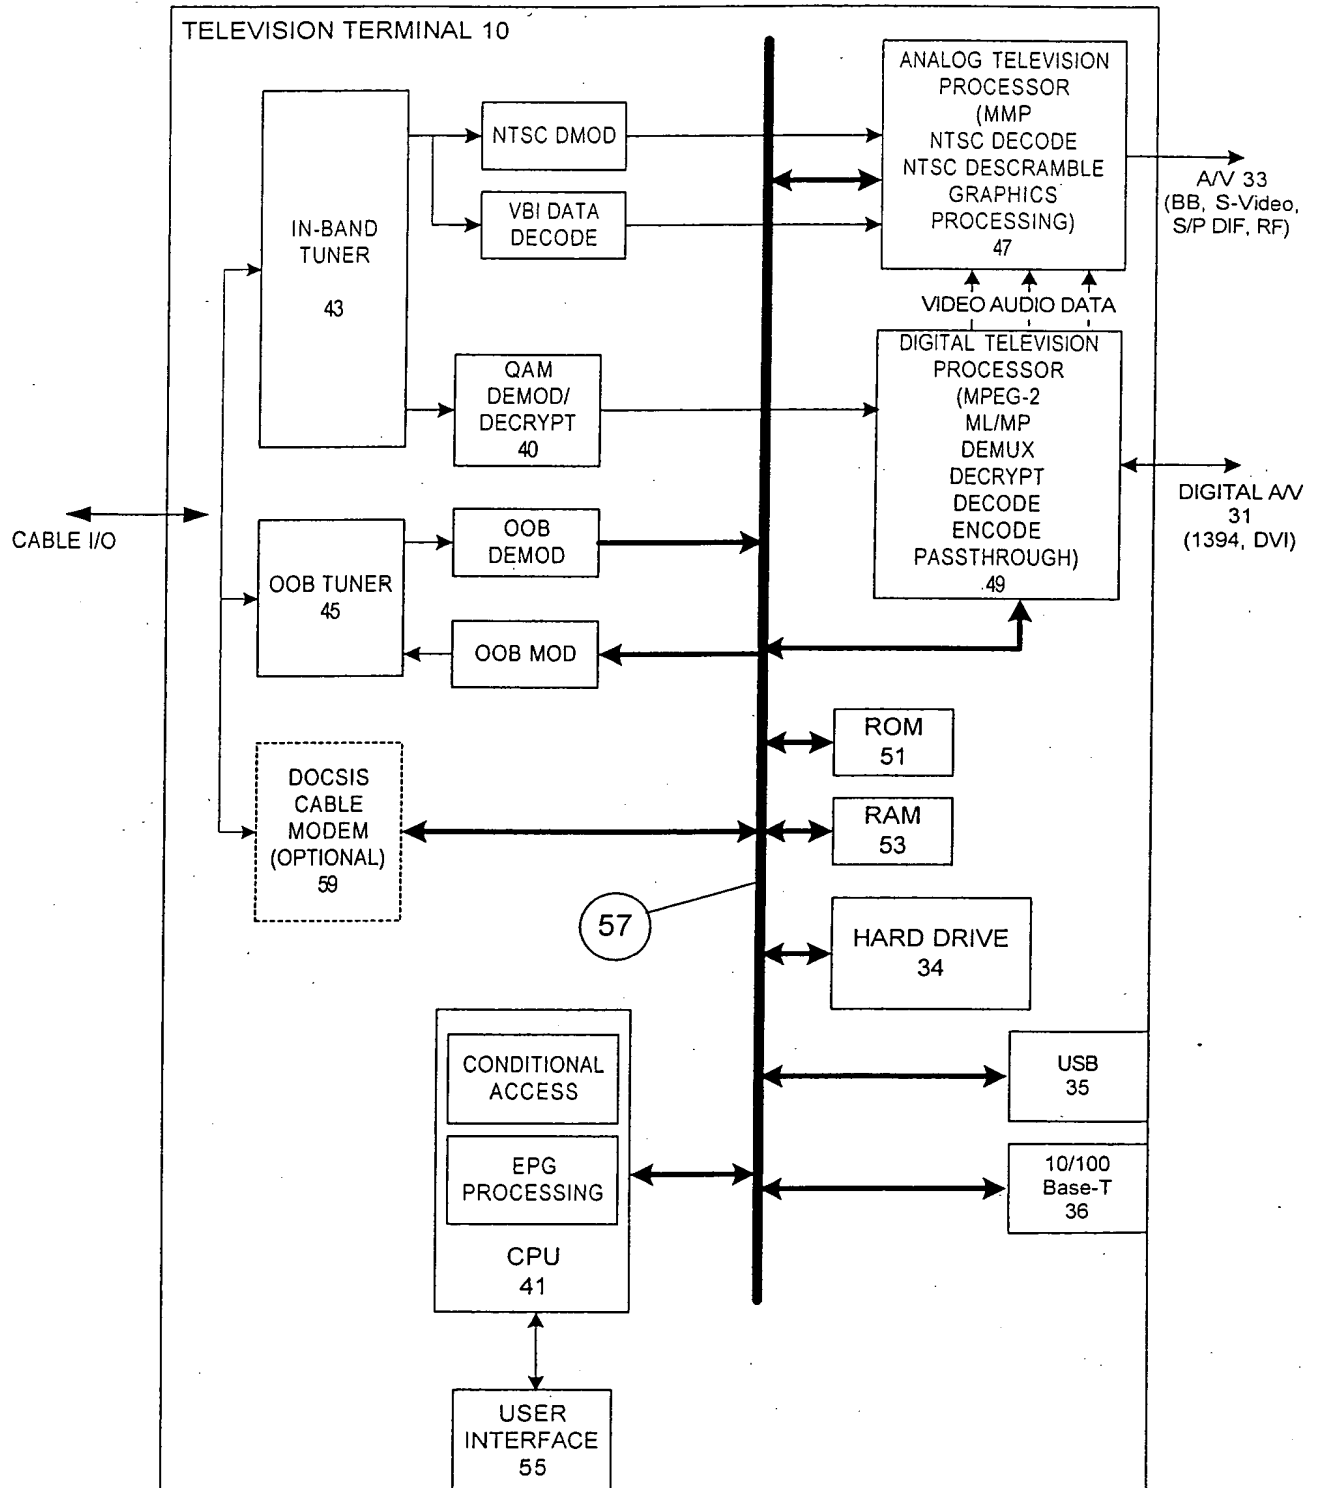 TELEVISION TERMINAL 10
IN-BAND
TUNER
43
NTSC DMOD
VBI DATA
DECODE
ANALOG TELEVISION
PROCESSOR
(MMP
NTSC DECODE
NTSC DESCRAMBLE
GRAPHICS
PROCESSING)
47
A/V 33
(BB, S-Video,
S/P DIF, RF)
VIDEO AUDIO DATA
QAM
DEMOD/
DECRYPT
40
DIGITAL TELEVISION
PROCESSOR
(MPEG-2
ML/MP
DEMUX
DECRYPT
DECODE
ENCODE
PASSTHROUGH)
49
DIGITAL A/V
31
(1394, DVI)
CABLE I/O
OOB TUNER
45
OOB
DEMOD
OOB MOD
ROM
51
DOCSIS
CABLE
MODEM
(OPTIONAL)
59
RAM
53
57
HARD DRIVE
34
CONDITIONAL
ACCESS
EPG
PROCESSING
CPU
41
USB
35
10/100
Base-T
36
USER
INTERFACE
55